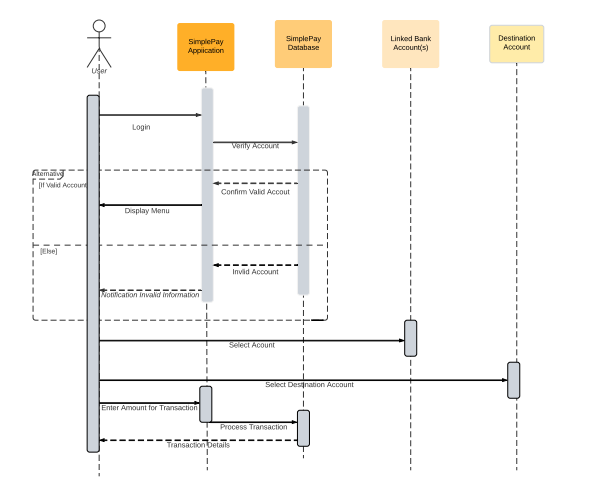 User
SimplePay
Appication
SimplePay
Database
Linked Bank
Account(s)
Destination
Account
Login
Verify Account
Alternative
[If Valid Account
Confirm Valid Accout
Display Menu
[Else]
Invlid Account
Notification Invalid Information
Select Acount
Select Destination Account
Enter Amount for Transaction
Process Transaction
Transaction Details